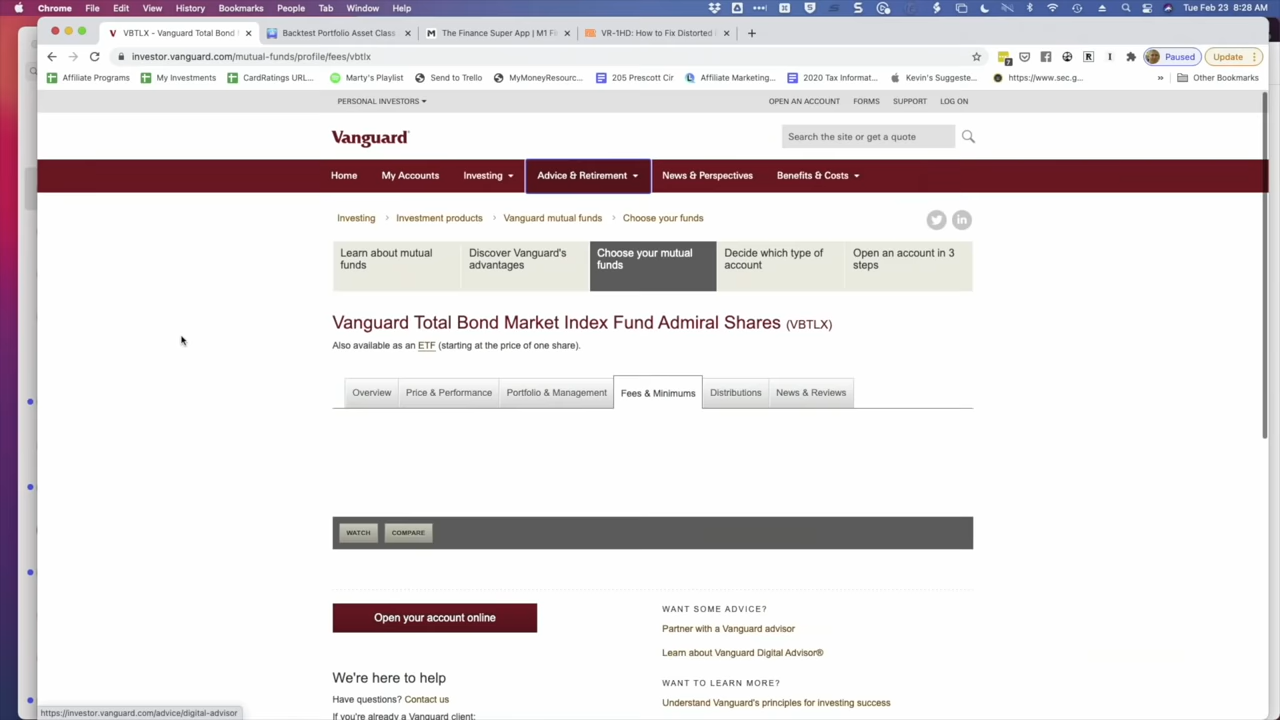 Chrome File Edit View History Bookmarks People Tab Window Help Tue Feb 23 8:28 AM
VBTLX - Vanguard Total Bond Backtest Portfolio Asset Class The Finance Super App | M1 Fi VR-1HD: How to Fix Distorted
investor.vanguard.com/mutual-funds/profile/fees/vbtlx Paused Update
Affiliate Programs My Investments CardRatings URL... Marty's Playlist Send to Trello MyMoneyResourc... 205 Prescott Cir Affiliate Marketing... 2020 Tax Informat... Kevin's Suggeste... https://www.sec.g... » Other Bookmarks
PERSONAL INVESTORS OPEN AN ACCOUNT FORMS SUPPORT LOG ON
Vanguard Search the site or get a quote
Home My Accounts Investing Advice & Retirement News & Perspectives Benefits & Costs
Investing > Investment products > Vanguard mutual funds > Choose your funds
Learn about mutual funds
Discover Vanguard's advantages
Choose your mutual funds
Decide which type of account
Open an account in 3 steps
Vanguard Total Bond Market Index Fund Admiral Shares (VBTLX)
Also available as an ETF (starting at the price of one share).
Overview Price & Performance Portfolio & Management Fees & Minimums Distributions News & Reviews
WATCH COMPARE
Open your account online
WANT SOME ADVICE?
Partner with a Vanguard advisor
Learn about Vanguard Digital Advisor®
We're here to help
Have questions? Contact us
If you're already a Vanguard client:
WANT TO LEARN MORE?
Understand Vanguard's principles for investing success
https://investor.vanguard.com/advice/digital-advisor